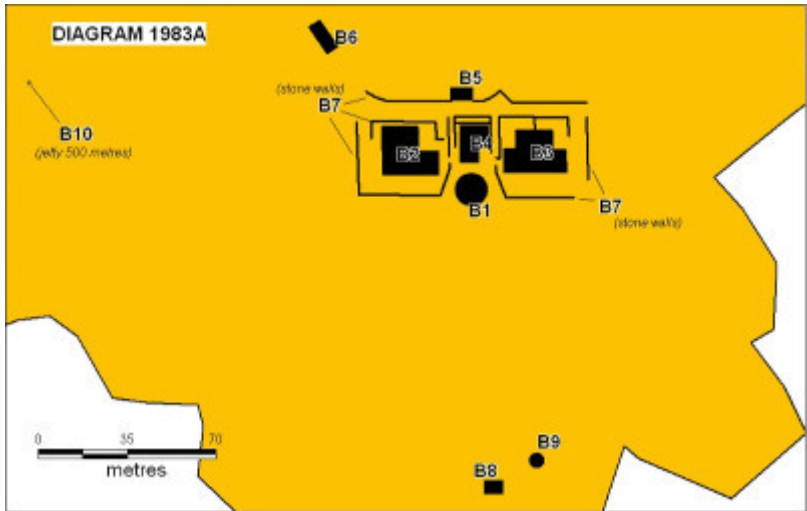 DIAGRAM 1983A
B6
B5
(stone walls)
B7
B10
(jetty 500 metres)
B2
B4
B3
B1
B7
(stone walls)
0 35 70
metres
B9
B8